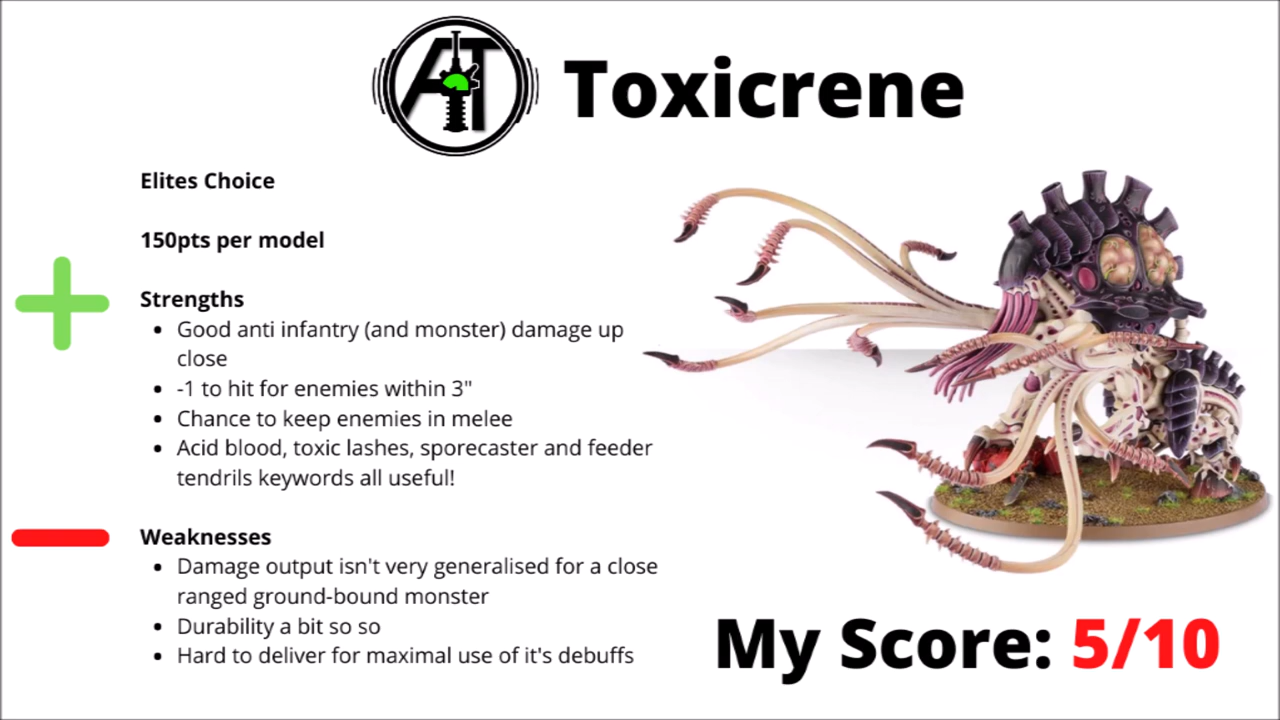 AT
Toxicrene
Elites Choice
150pts per model
Strengths
• Good anti infantry (and monster) damage up
close
• -1 to hit for enemies within 3"
• Chance to keep enemies in melee
• Acid blood, toxic lashes, sporecaster and feeder
tendrils keywords all useful!
Weaknesses
• Damage output isn't very generalised for a close
ranged ground-bound monster
• Durability a bit so so
• Hard to deliver for maximal use of it's debuffs
My Score: 5/10